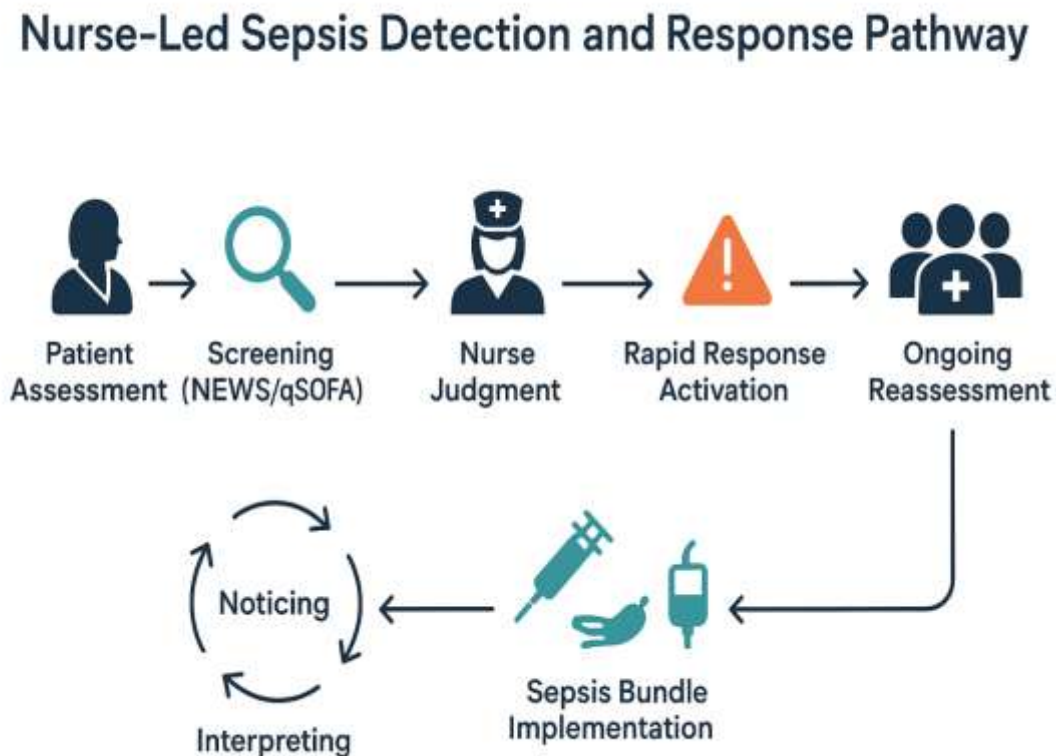 Nurse-Led Sepsis Detection and Response Pathway
Patient
Assessment
Screening
(NEWS/qSOFA)
Nurse
Judgment
Rapid Response
Activation
Ongoing
Reassessment
Noticing
Interpreting
Sepsis Bundle
Implementation